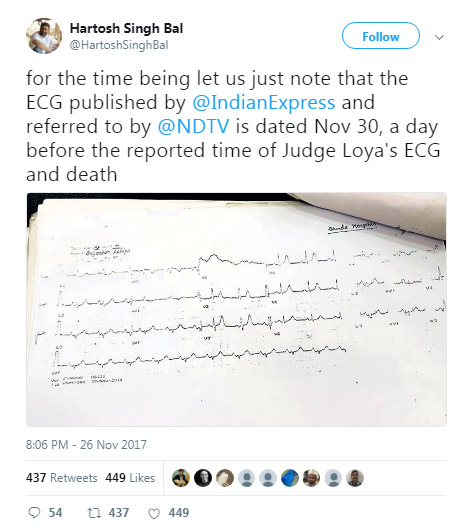 Hartosh Singh Bal
@HartoshSinghBal
Follow
for the time being let us just note that the
ECG published by @IndianExpress and
referred to by @NDTV is dated Nov 30, a day
before the reported time of Judge Loya's ECG
and death
8:06 PM - 26 Nov 2017
437 Retweets 449 Likes
54 437 449